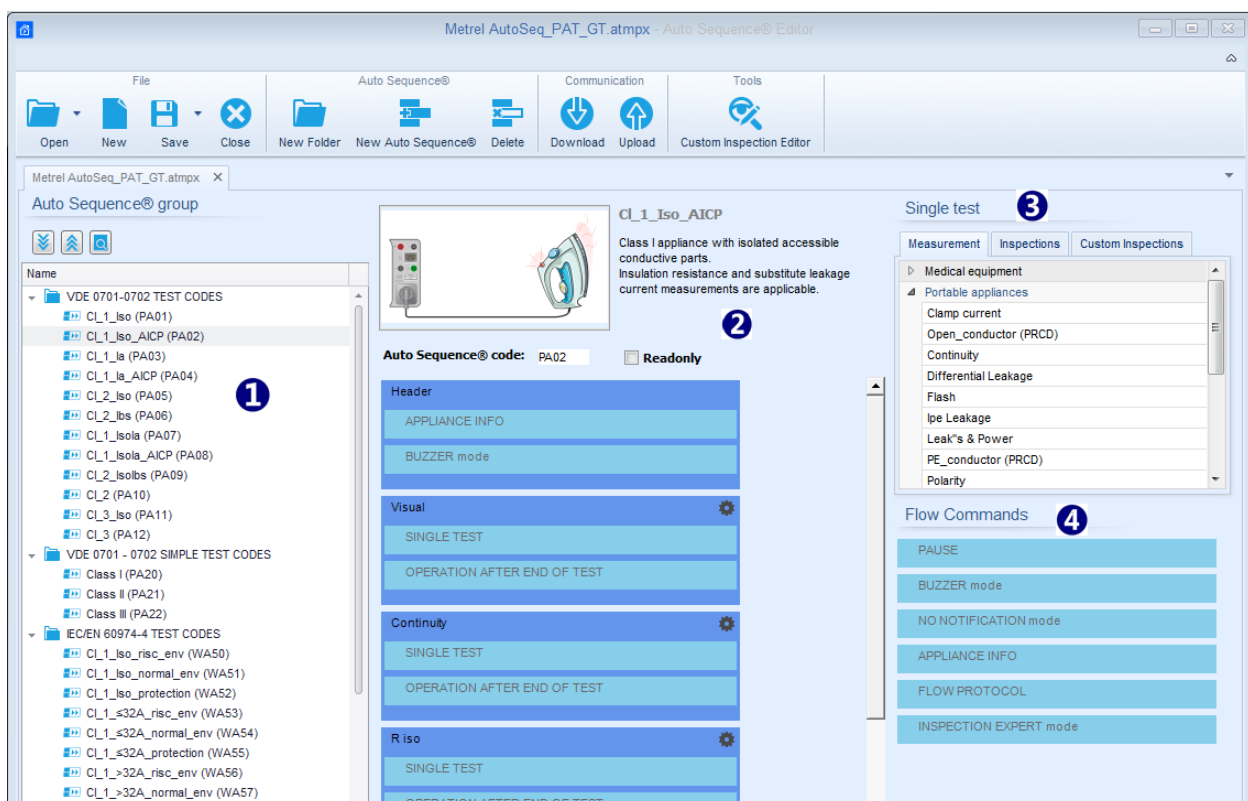 Metrel AutoSeq_PAT_GT.atmpx - Auto Sequence® Editor
File
Auto Sequence®
Communication
Tools
Open
New
Save
Close
New Folder
New Auto Sequence®
Delete
Download
Upload
Custom Inspection Editor
Metrel AutoSeq_PAT_GT.atmpx
Auto Sequence® group
Name
VDE 0701-0702 TEST CODES
Cl_1_Iso (PA01)
Cl_1_Iso_AICP (PA02)
Cl_1_Ia (PA03)
Cl_1_Ia_AICP (PA04)
Cl_2_Iso (PA05)
Cl_2_Ibs (PA06)
Cl_1_IsoIa (PA07)
Cl_1_IsoIa_AICP (PA08)
Cl_2_IsoIbs (PA09)
Cl_2 (PA10)
Cl_3_Iso (PA11)
Cl_3 (PA12)
VDE 0701 - 0702 SIMPLE TEST CODES
Class I (PA20)
Class II (PA21)
Class III (PA22)
IEC/EN 60974-4 TEST CODES
Cl_1_Iso_risc_env (WA50)
Cl_1_Iso_normal_env (WA51)
Cl_1_Iso_protection (WA52)
Cl_1_≤32A_risc_env (WA53)
Cl_1_≤32A_normal_env (WA54)
Cl_1_≤32A_protection (WA55)
Cl_1_>32A_risc_env (WA56)
Cl_1_>32A_normal_env (WA57)
1
Cl_1_Iso_AICP
Class I appliance with isolated accessible
conductive parts.
Insulation resistance and substitute leakage
current measurements are applicable.
2
Auto Sequence® code: PA02
Readonly
Header
APPLIANCE INFO
BUZZER mode
Visual
SINGLE TEST
OPERATION AFTER END OF TEST
Continuity
SINGLE TEST
OPERATION AFTER END OF TEST
R iso
SINGLE TEST
OPERATION AFTER END OF TEST
Single test
3
Measurement
Inspections
Custom Inspections
Medical equipment
Portable appliances
Clamp current
Open_conductor (PRCD)
Continuity
Differential Leakage
Flash
Ipe Leakage
Leak"s & Power
PE_conductor (PRCD)
Polarity
Flow Commands
4
PAUSE
BUZZER mode
NO NOTIFICATION mode
APPLIANCE INFO
FLOW PROTOCOL
INSPECTION EXPERT mode